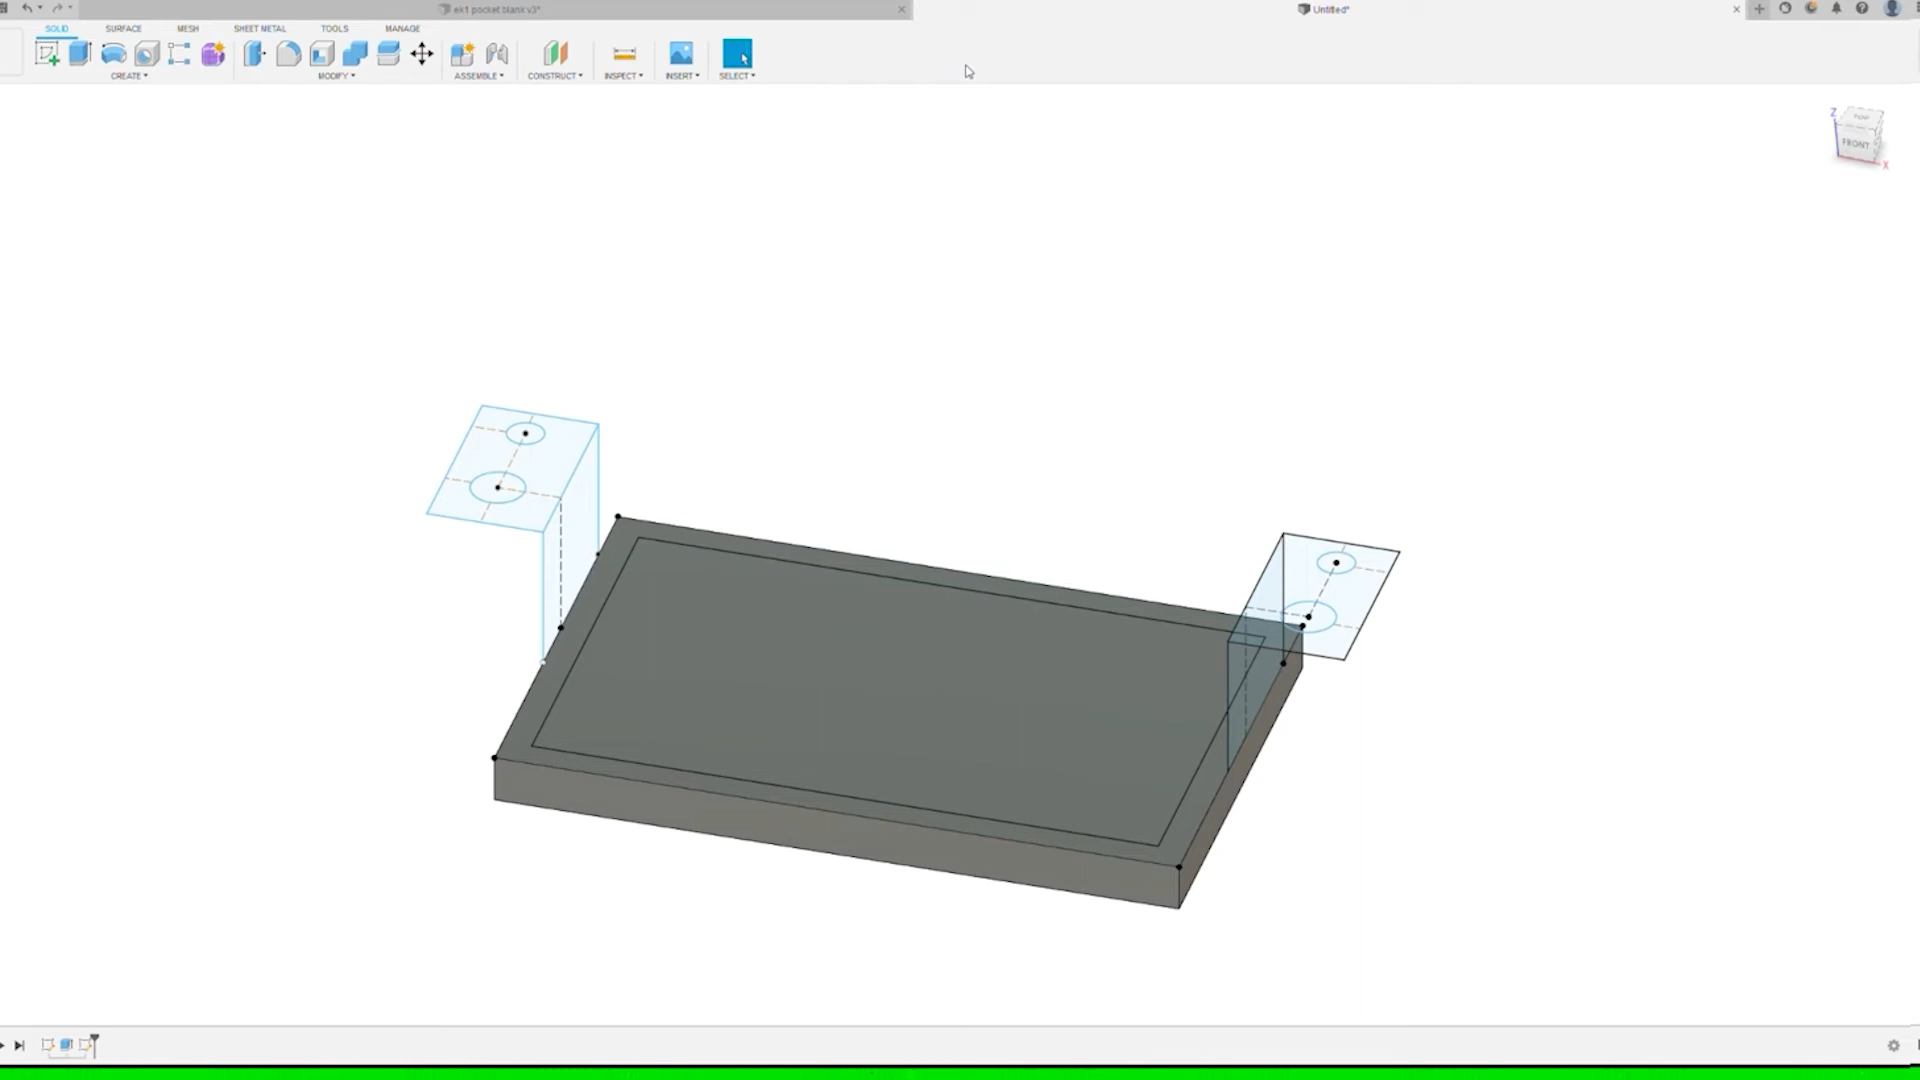 ek1 pocket blank v3*
Untitled*
SOLID SURFACE MESH SHEET METAL TOOLS MANAGE
CREATE MODIFY ASSEMBLE CONSTRUCT INSPECT INSERT SELECT
Z
TOP
FRONT
X